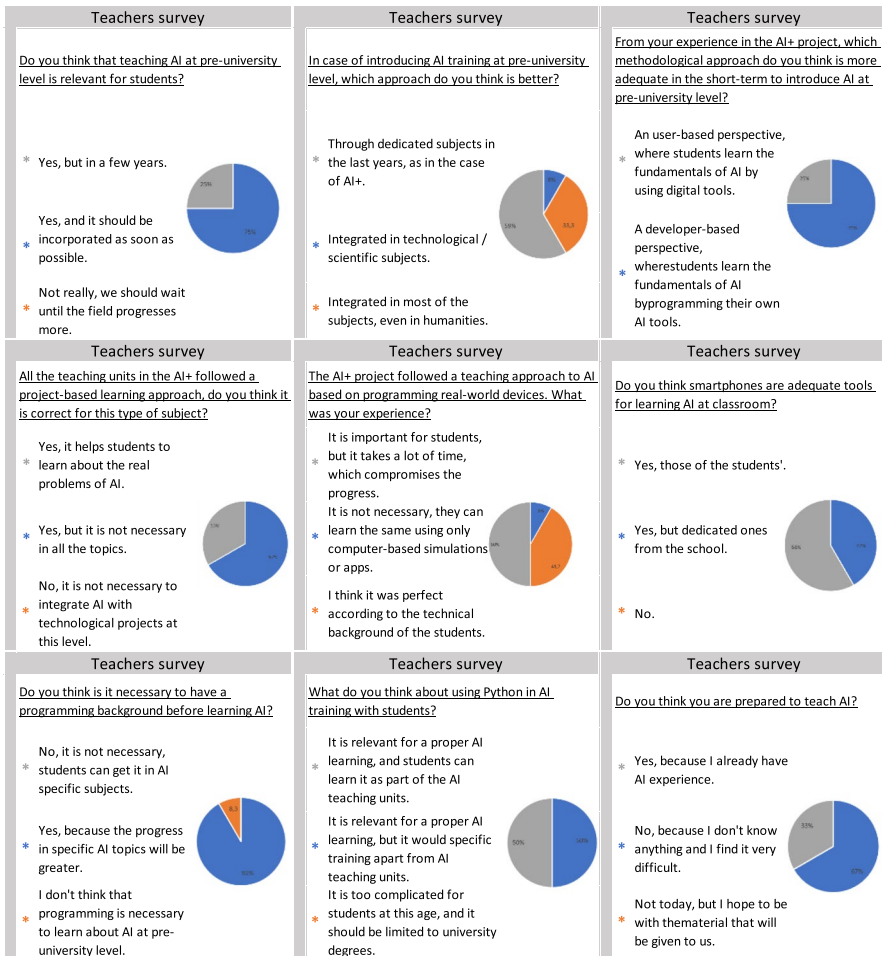 Teachers survey
Do you think that teaching AI at pre-university
level is relevant for students?
Yes, but in a few years.
Yes, and it should be
incorporated as soon as
possible.
Not really, we should wait
until the field progresses
more.
25%
75%
Teachers survey
In case of introducing AI training at pre-university
level, which approach do you think is better?
Through dedicated subjects in
the last years, as in the case
of AI+.
Integrated in technological /
scientific subjects.
Integrated in most of the
subjects, even in humanities.
33,3
Teachers survey
From your experience in the AI+ project, which
methodological approach do you think is more
adequate in the short-term to introduce AI at
pre-university level?
An user-based perspective,
where students learn the
fundamentals of AI by
using digital tools.
A developer-based
perspective,
wherestudents learn the
fundamentals of AI
byprogramming their own
AI tools.
Teachers survey
All the teaching units in the AI+ followed a
project-based learning approach, do you think it
is correct for this type of subject?
Yes, it helps students to
learn about the real
problems of AI.
Yes, but it is not necessary
in all the topics.
No, it is not necessary to
integrate AI with
technological projects at
this level.
Teachers survey
The AI+ project followed a teaching approach to AI
based on programming real-world devices. What
was your experience?
It is important for students,
but it takes a lot of time,
which compromises the
progress.
It is not necessary, they can
learn the same using only
computer-based simulations
or apps.
I think it was perfect
according to the technical
background of the students.
Teachers survey
Do you think smartphones are adequate tools
for learning AI at classroom?
Yes, those of the students'.
Yes, but dedicated ones
from the school.
No.
Teachers survey
Do you think is it necessary to have a
programming background before learning AI?
No, it is not necessary,
students can get it in AI
specific subjects.
Yes, because the progress
in specific AI topics will be
greater.
I don't think that
programming is necessary
to learn about AI at pre-
university level.
8,3
Teachers survey
What do you think about using Python in AI
training with students?
It is relevant for a proper AI
learning, and students can
learn it as part of the AI
teaching units.
It is relevant for a proper AI
learning, but it would specific
training apart from AI
teaching units.
It is too complicated for
students at this age, and it
should be limited to university
degrees.
50%
50%
Teachers survey
Do you think you are prepared to teach AI?
Yes, because I already have
AI experience.
No, because I don't know
anything and I find it very
difficult.
Not today, but I hope to be
with thematerial that will
be given to us.
33%
67%